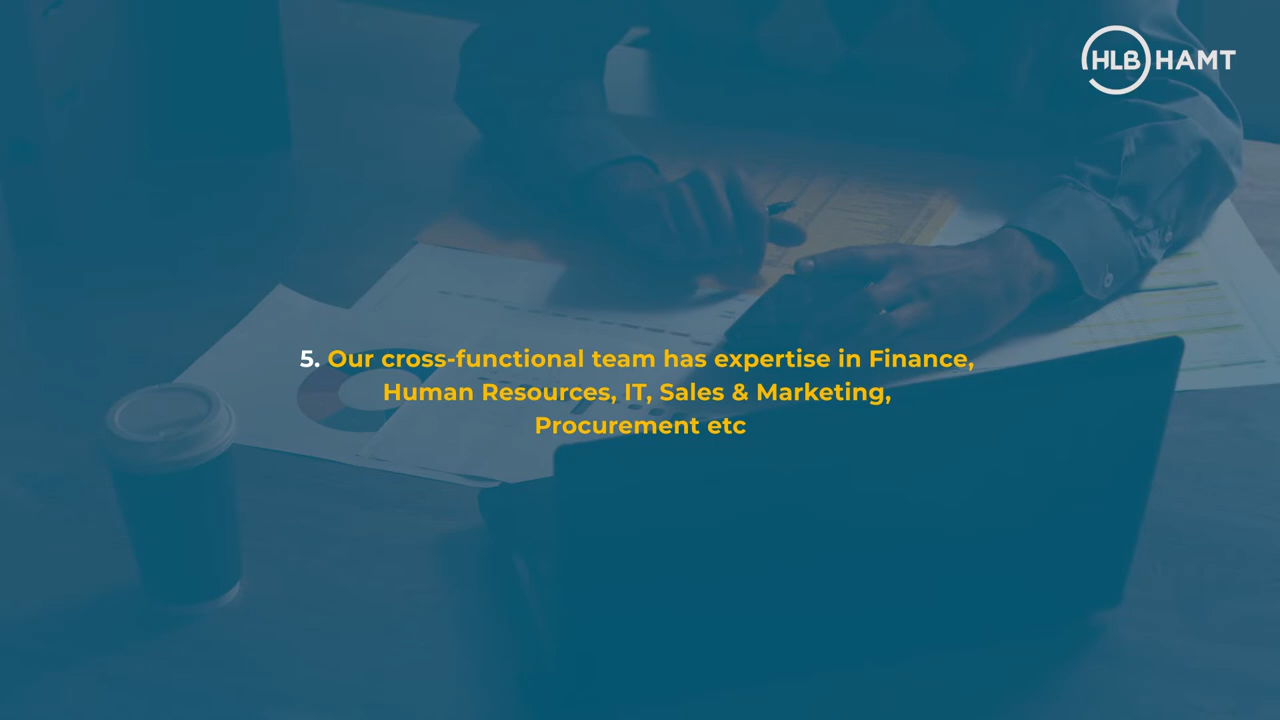 HLB HAMT
5. Our cross-functional team has expertise in Finance,
Human Resources, IT, Sales & Marketing,
Procurement etc